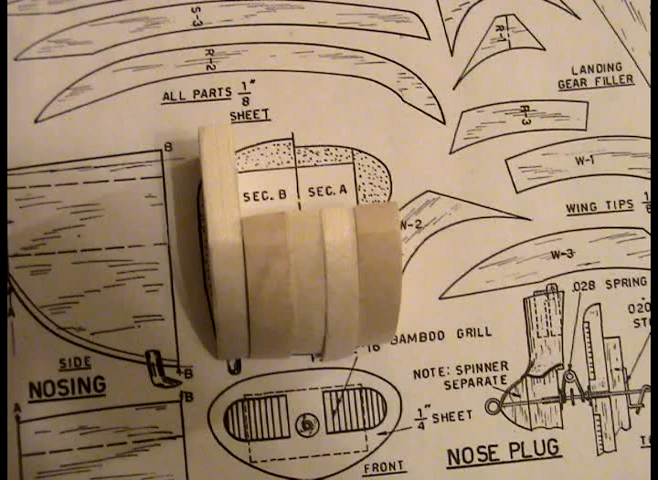 S-3
R-2
ALL PARTS 1/8" SHEET
R-1
LANDING
GEAR FILLER
R-3
W-1
WING TIPS
W-2
W-3
B
SEC. B
SEC. A
A
SIDE
B
NOSING
B
A
BAMBOO GRILL
1/4" SHEET
FRONT
NOTE: SPINNER
SEPARATE
.028 SPRING
NOSE PLUG